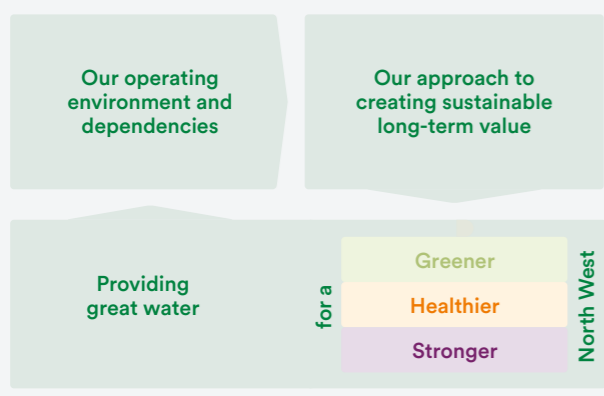 Our operating
environment and
dependencies
Our approach to
creating sustainable
long-term value
Providing
great water
for a
Greener
Healthier
Stronger
North West